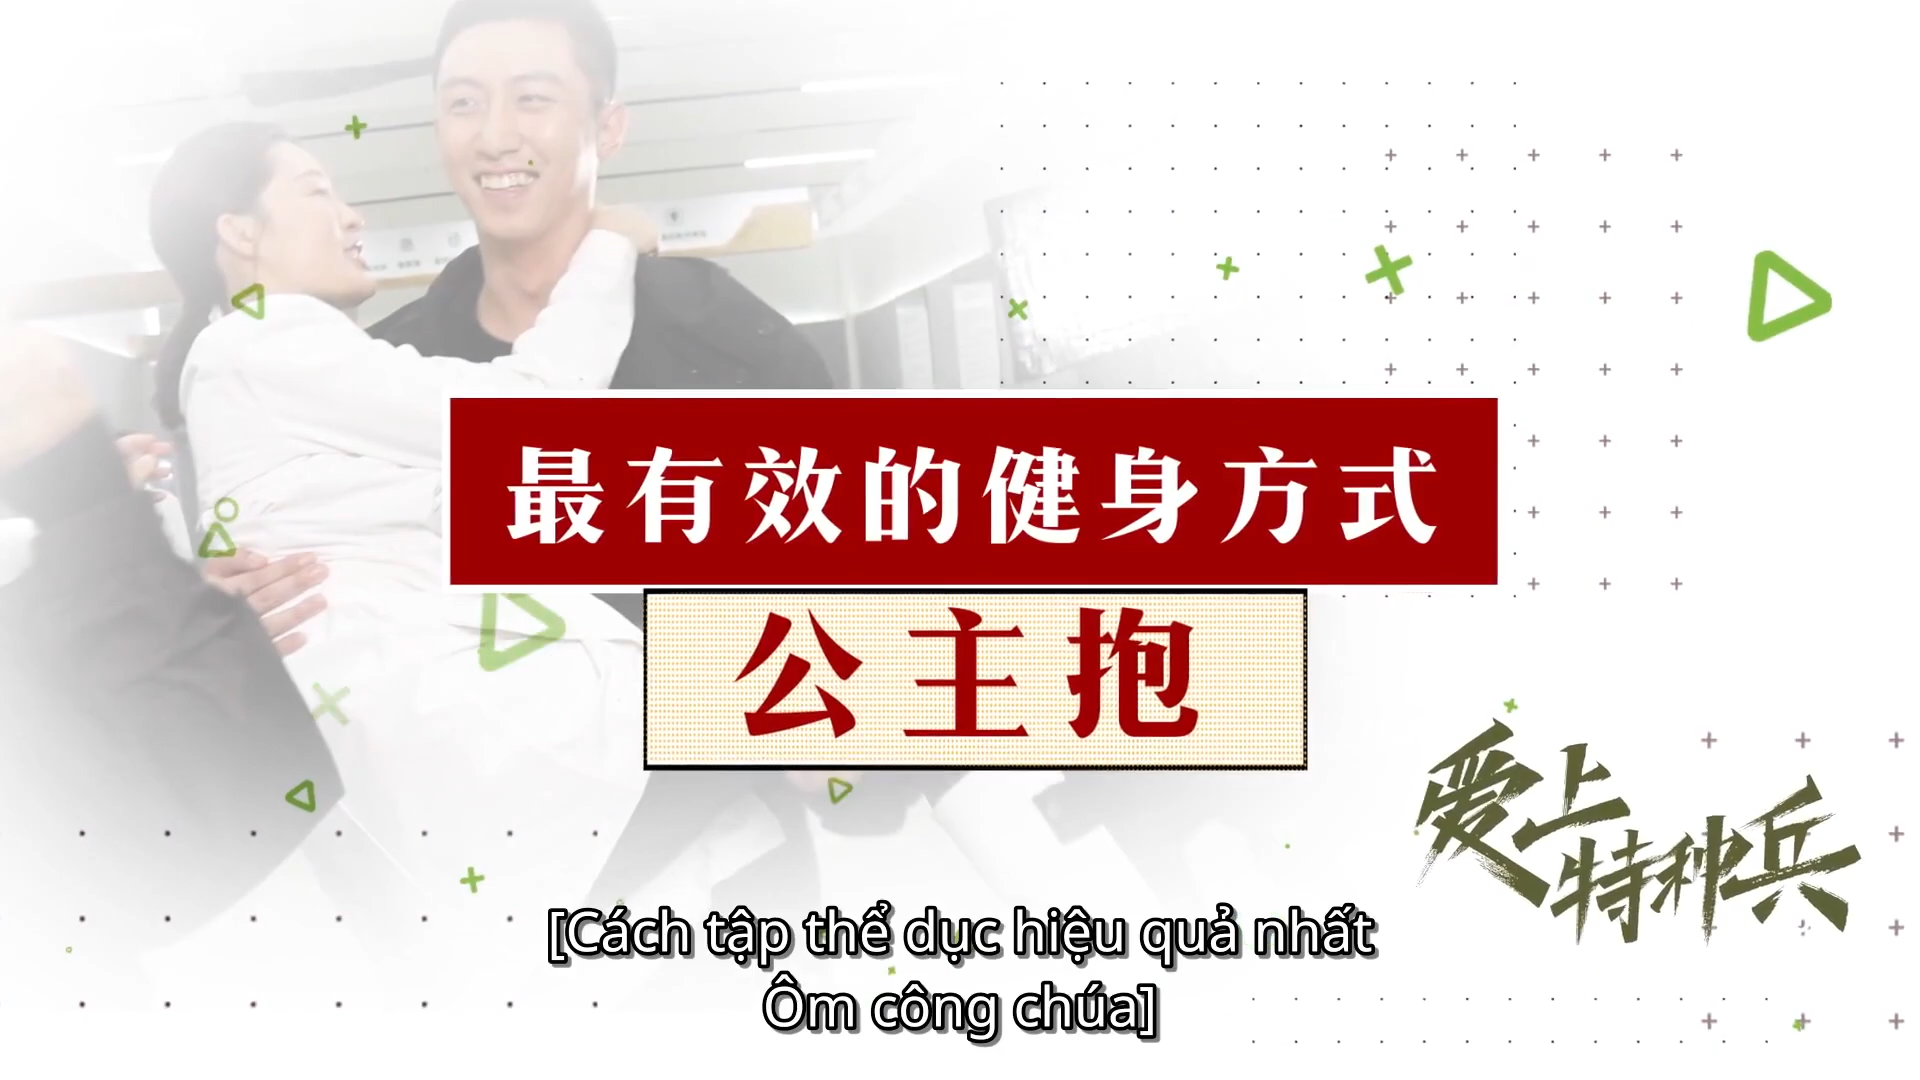 最有效的健身方式
公主抱
爱上
特种兵
[Cách tập thể dục hiệu quả nhất
Ôm công chúa]